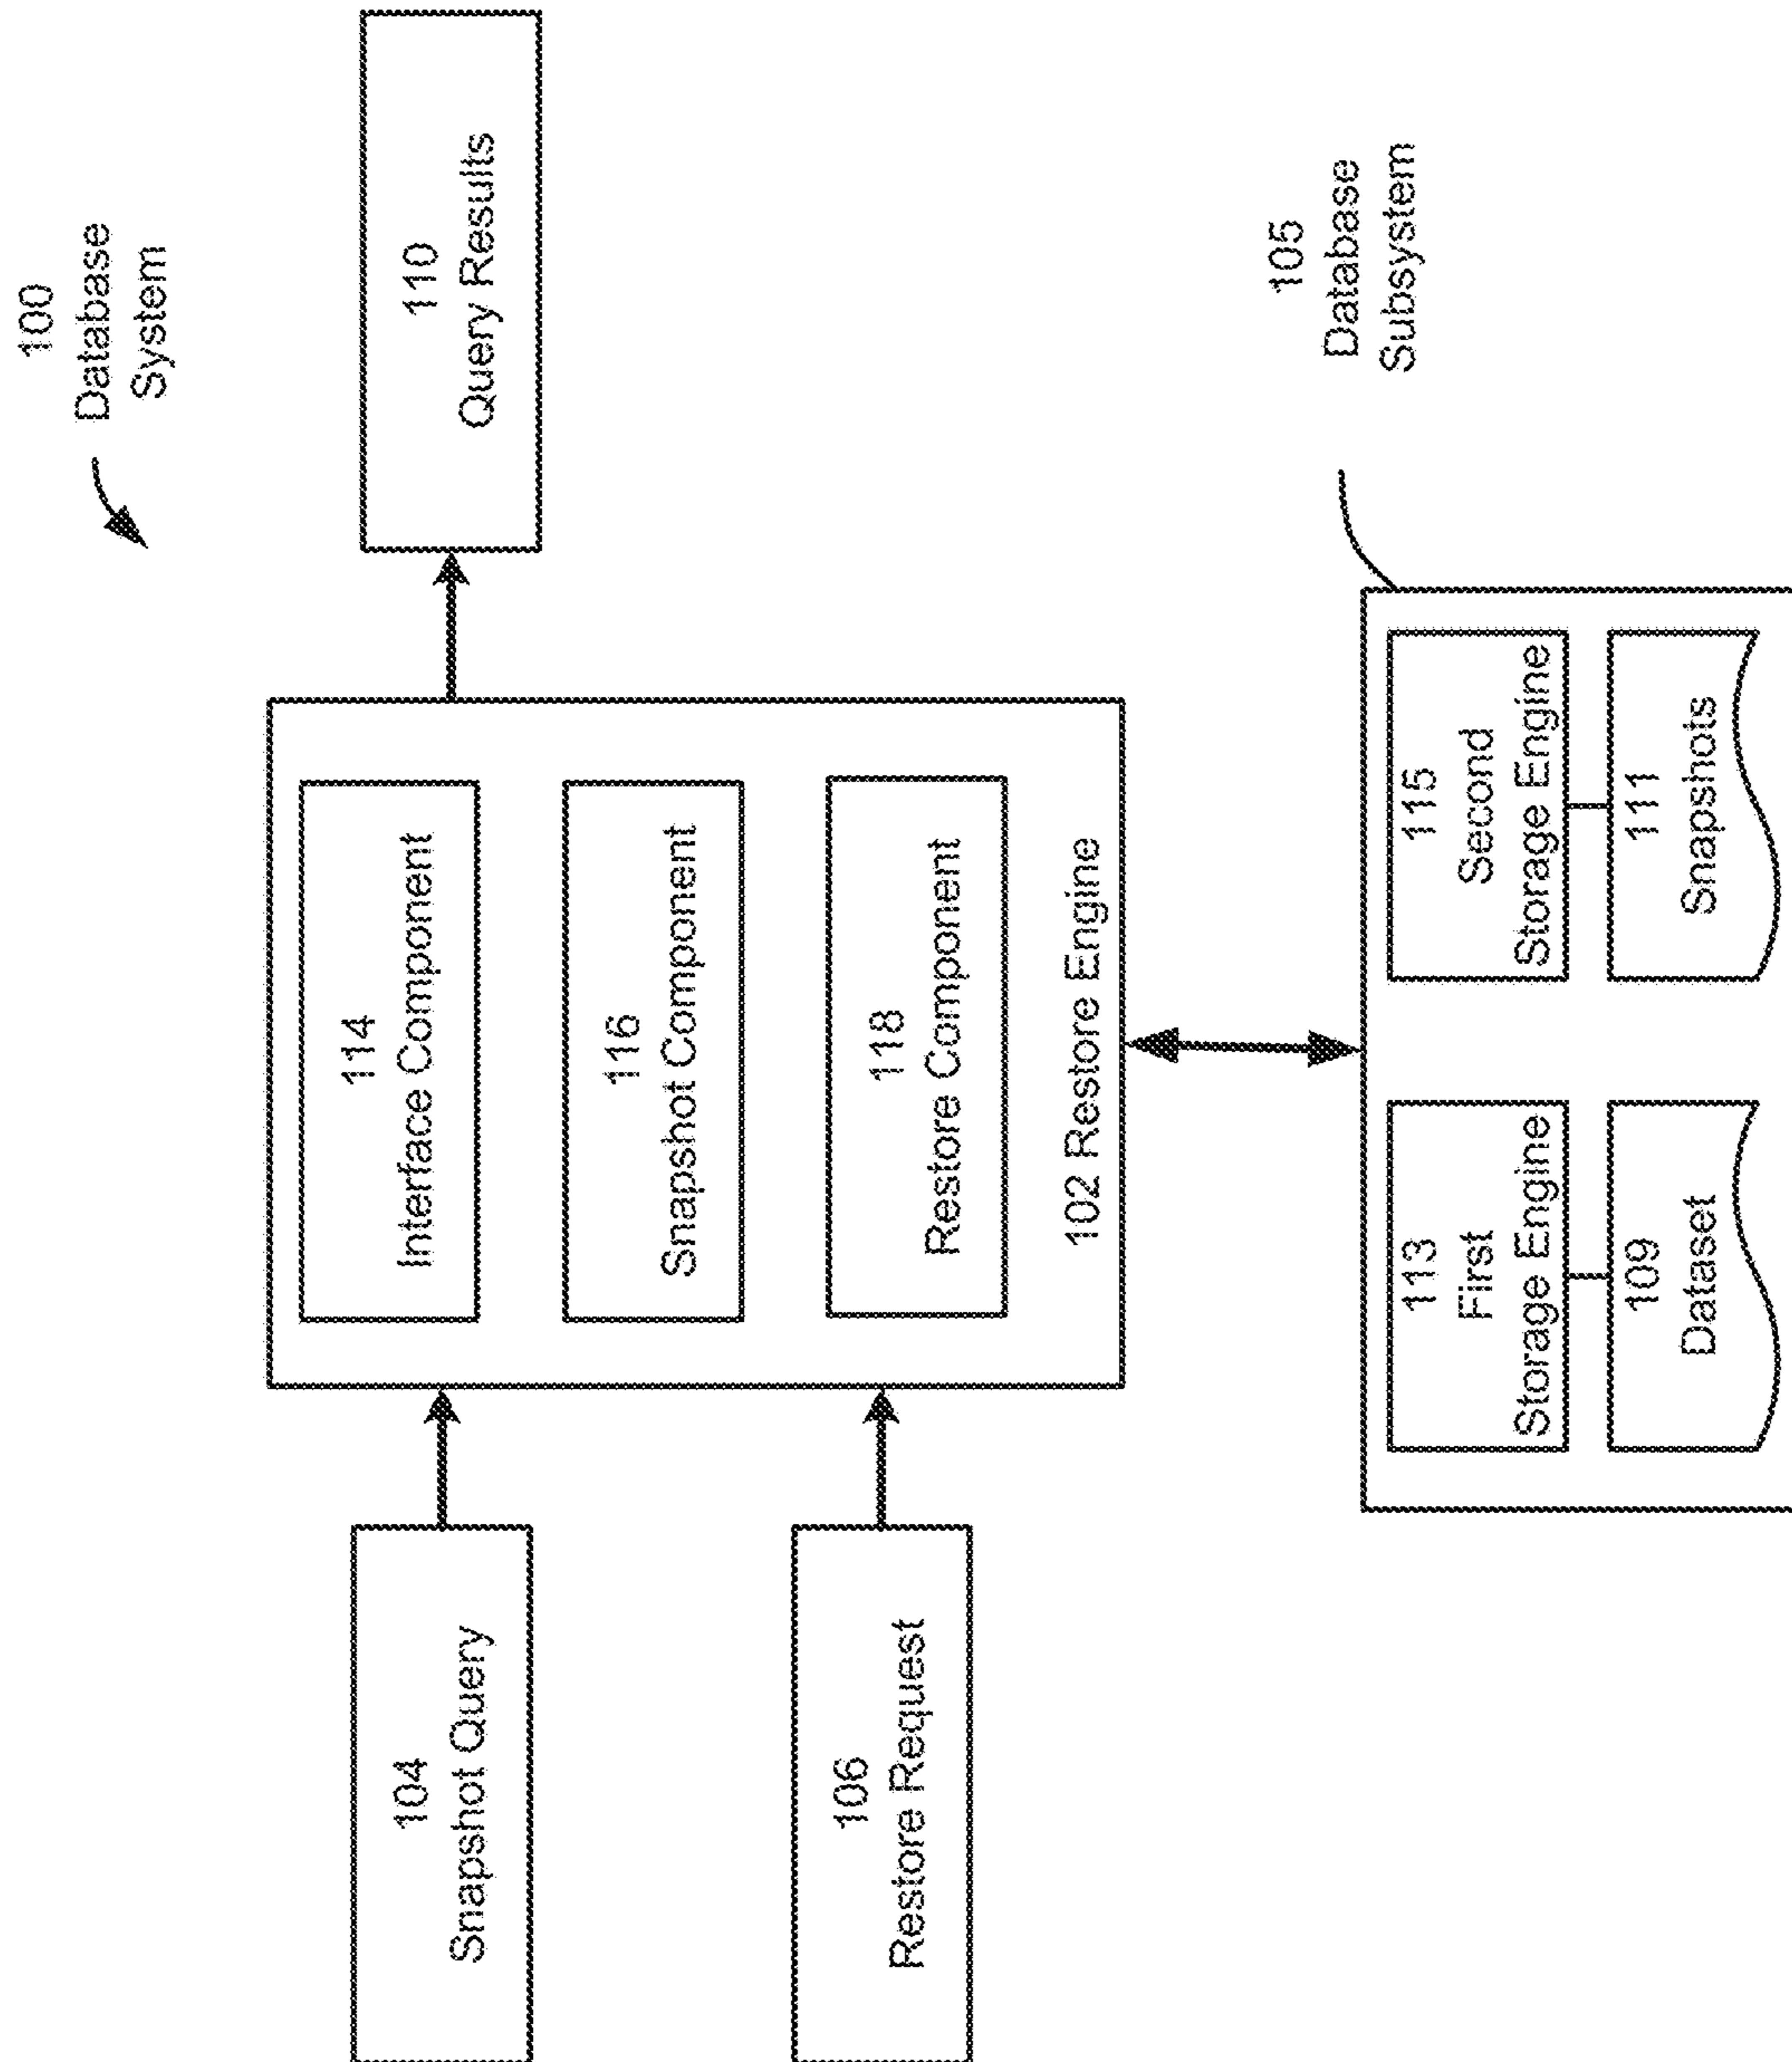 100
Database
System
104
Snapshot Query
106
Restore Request
114
Interface Component
116
Snapshot Component
118
Restore Component
102 Restore Engine
110
Query Results
105
Database
Subsystem
113
First
Storage Engine
109
Dataset
115
Second
Storage Engine
111
Snapshots